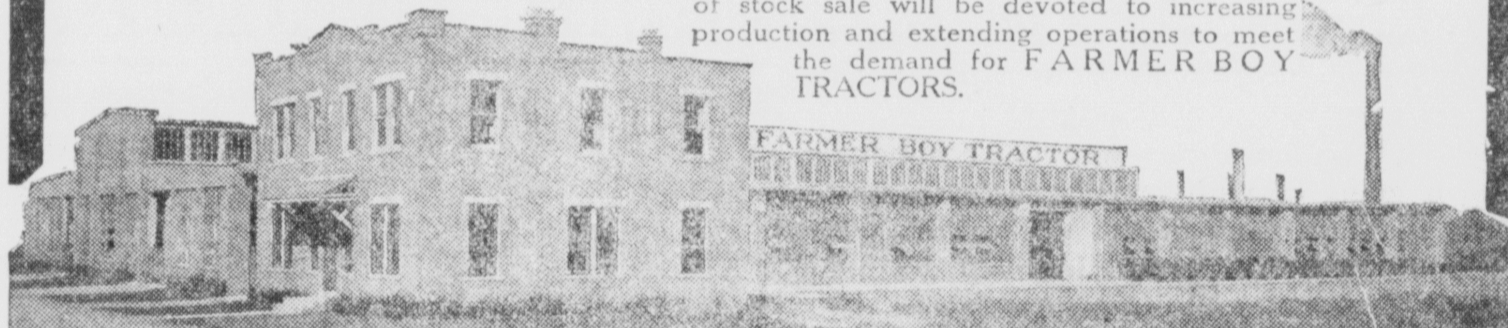 of stock sale will be devoted to increasing
production and extending operations to meet
the demand for FARMER BOY
TRACTORS.
FARMER BOY TRACTOR